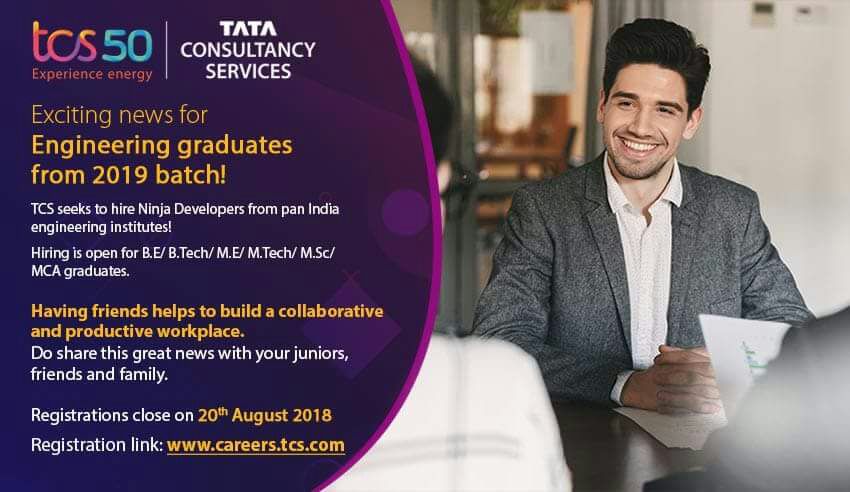 tcs 50
Experience energy
TATA
CONSULTANCY
SERVICES
Exciting news for
Engineering graduates
from 2019 batch!
TCS seeks to hire Ninja Developers from pan India
engineering institutes!
Hiring is open for B.E/ B.Tech/ M.E/ M.Tech/ M.Sc/
MCA graduates.
Having friends helps to build a collaborative
and productive workplace.
Do share this great news with your juniors,
friends and family.
Registrations close on 20th August 2018
Registration link: www.careers.tcs.com